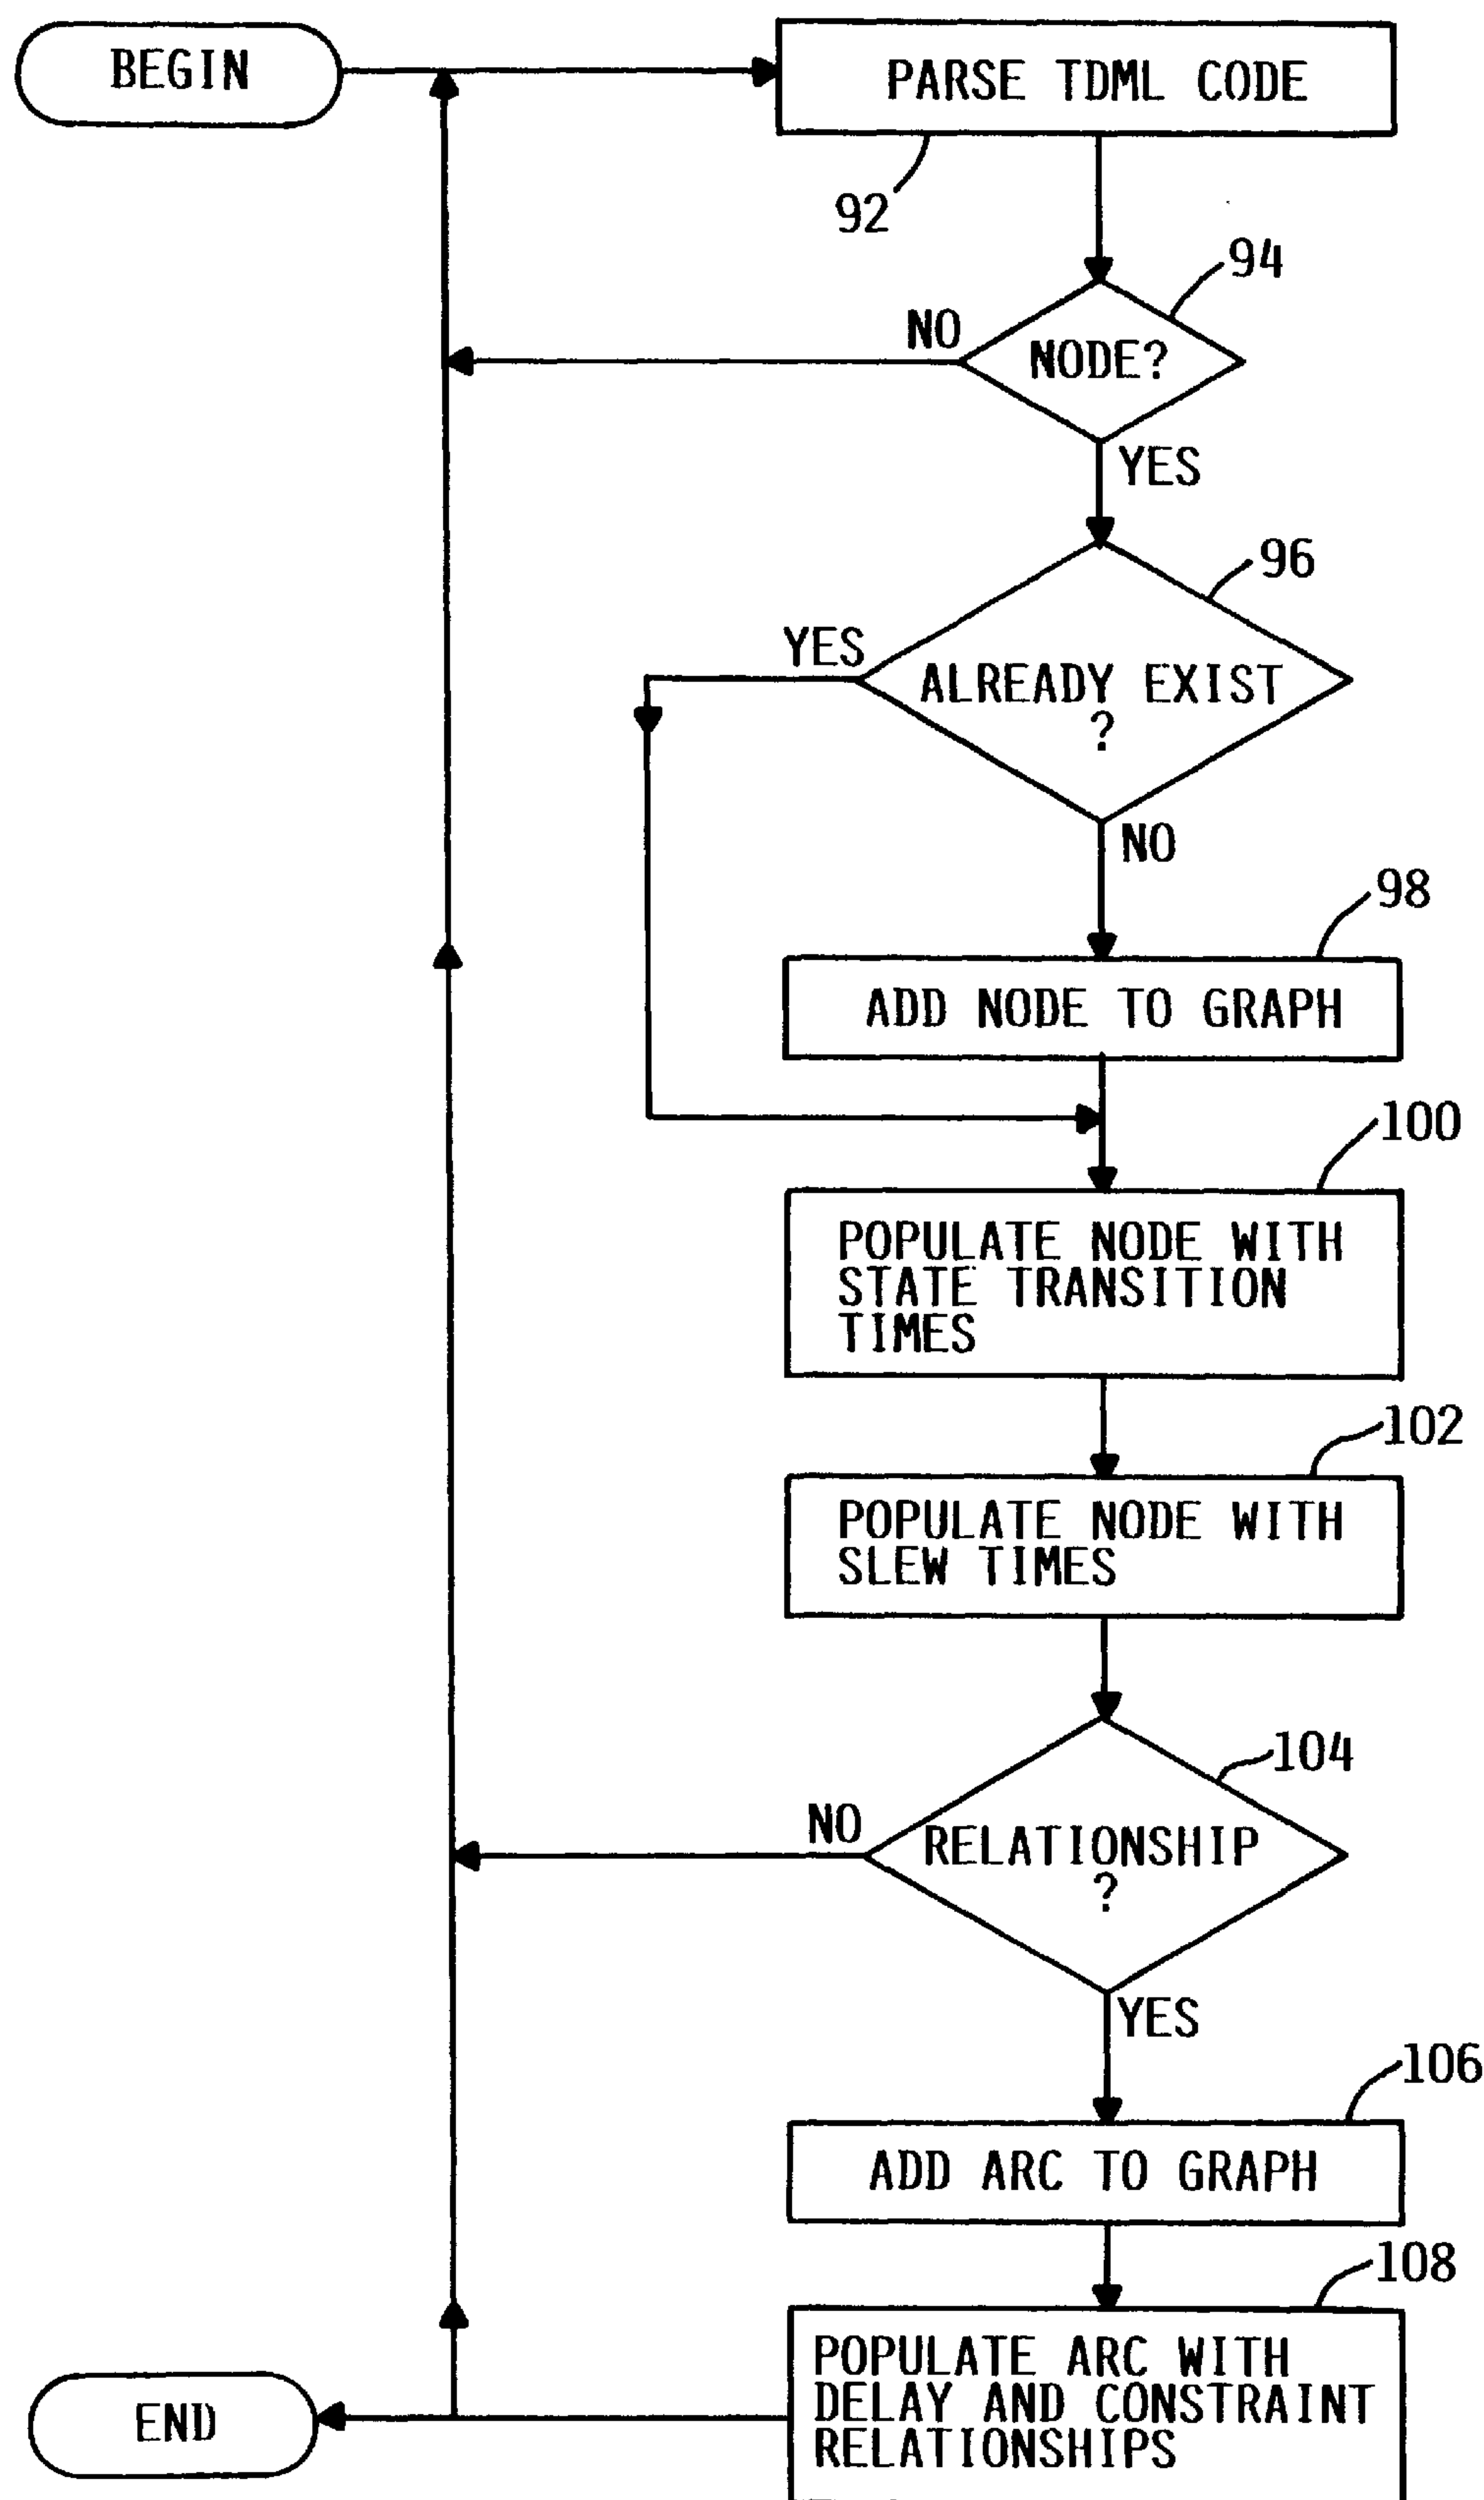 BEGIN
PARSE TDML CODE
92
94
NO
NODE?
YES
96
YES
ALREADY EXIST
?
NO
98
ADD NODE TO GRAPH
100
POPULATE NODE WITH
STATE TRANSITION
TIMES
102
POPULATE NODE WITH
SLEW TIMES
104
NO
RELATIONSHIP
?
YES
106
ADD ARC TO GRAPH
108
POPULATE ARC WITH
DELAY AND CONSTRAINT
RELATIONSHIPS
END